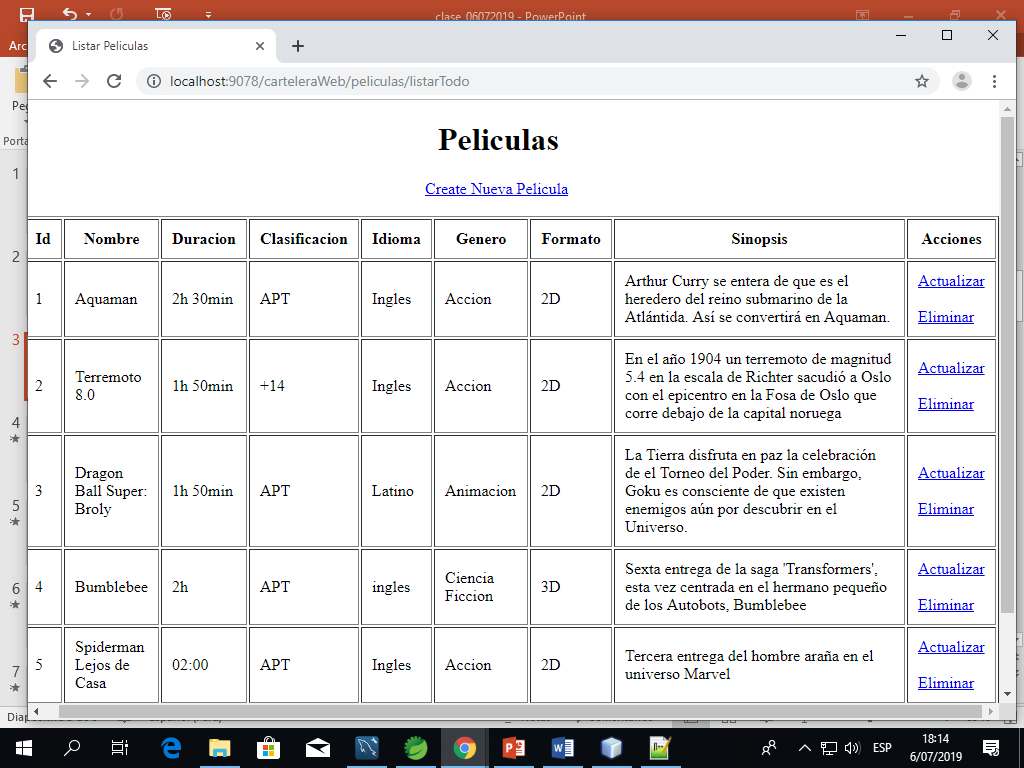 clase_06072019 - PowerPoint
Listar Peliculas
localhost:9078/carteleraWeb/peliculas/listarTodo
Peliculas
Create Nueva Pelicula
Id Nombre Duracion Clasificacion Idioma Genero Formato Sinopsis Acciones
1 Aquaman 2h 30min APT Ingles Accion 2D
Arthur Curry se entera de que es el
heredero del reino submarino de la
Atlántida. Así se convertirá en Aquaman.
Actualizar
Eliminar
2
Terremoto
8.0
1h 50min +14 Ingles Accion 2D
En el año 1904 un terremoto de magnitud
5.4 en la escala de Richter sacudió a Oslo
con el epicentro en la Fosa de Oslo que
corre debajo de la capital noruega
Actualizar
Eliminar
3
Dragon
Ball Super:
Broly
1h 50min APT Latino Animacion 2D
La Tierra disfruta en paz la celebración
de el Torneo del Poder. Sin embargo,
Goku es consciente de que existen
enemigos aún por descubrir en el
Universo.
Actualizar
Eliminar
4 Bumblebee 2h APT ingles
Ciencia
Ficcion
3D
Sexta entrega de la saga 'Transformers',
esta vez centrada en el hermano pequeño
de los Autobots, Bumblebee
Actualizar
Eliminar
5
Spiderman
Lejos de
Casa
02:00 APT Ingles Accion 2D
Tercera entrega del hombre araña en el
universo Marvel
Actualizar
Eliminar
1
2
3
4
5
6
7
ESP
18:14
6/07/2019